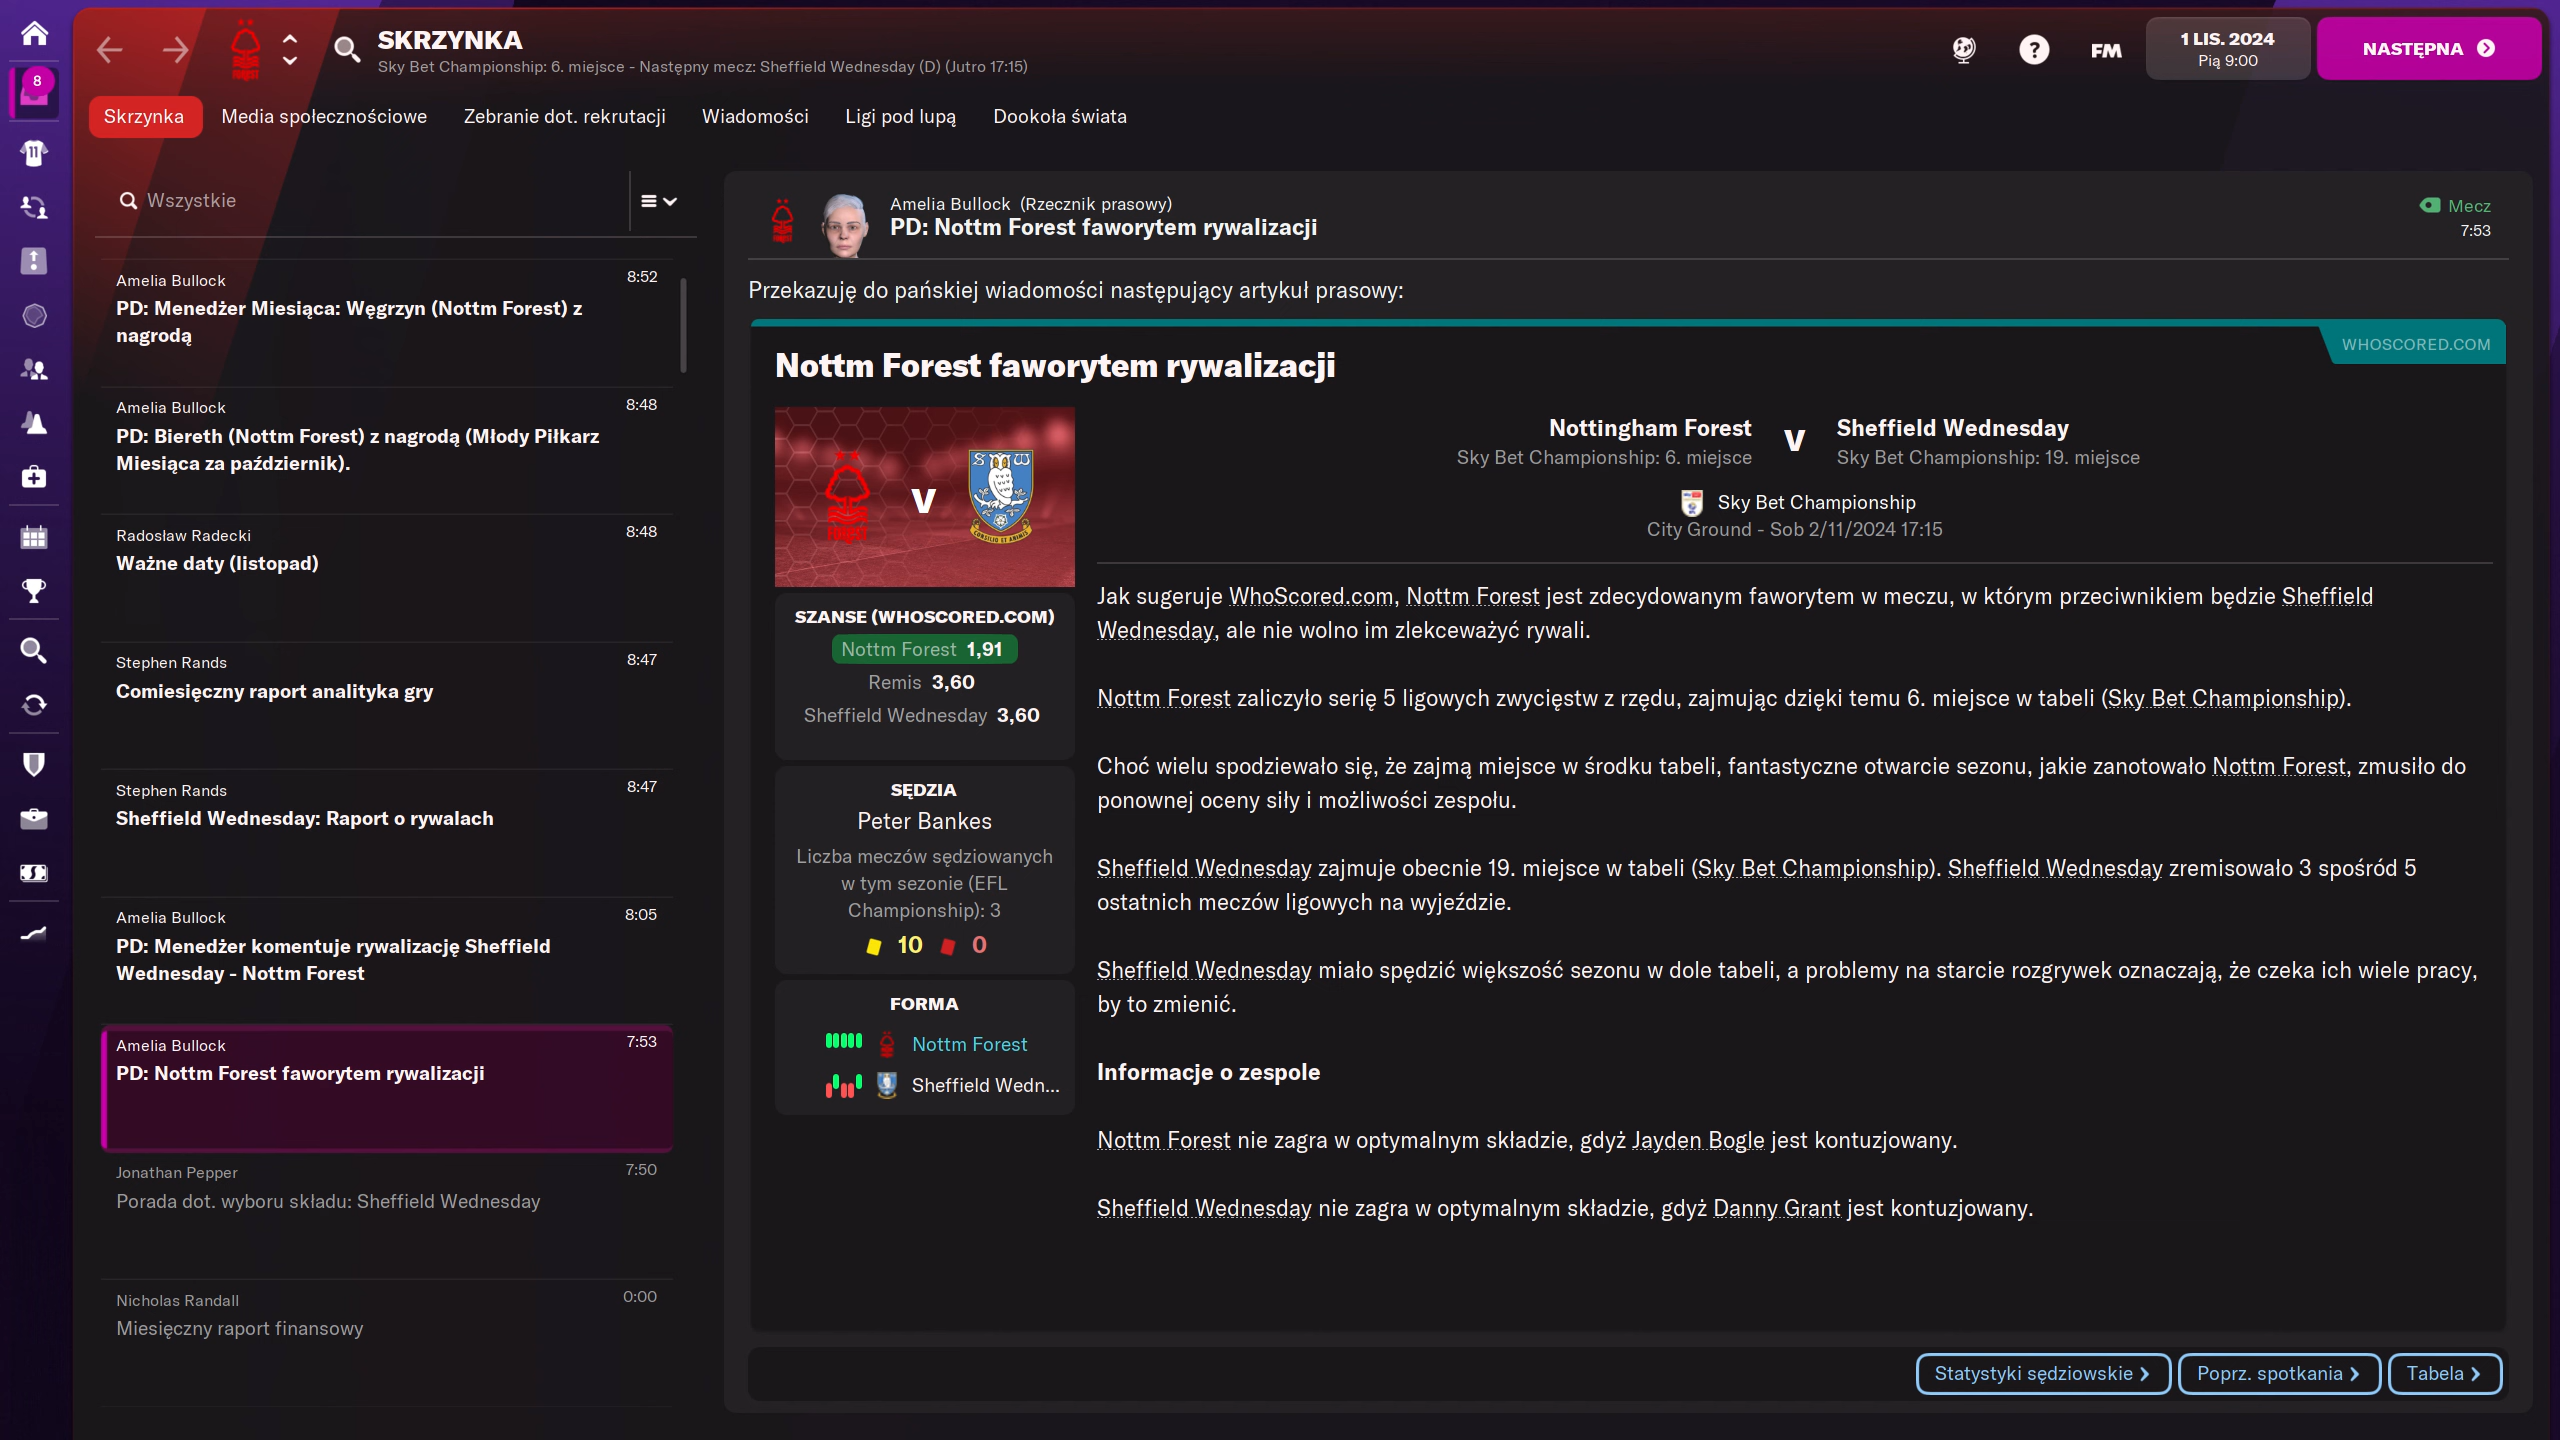 8
SKRZYNKA
Sky Bet Championship: 6. miejsce - Następny mecz: Sheffield Wednesday (D) (Jutro 17:15)
FM
1 LIS. 2024
Pią 9:00
NASTĘPNA
Skrzynka
Media społecznościowe
Zebranie dot. rekrutacji
Wiadomości
Ligi pod lupą
Dookoła świata
Wszystkie
Amelia Bullock
8:52
PD: Menedżer Miesiąca: Węgrzyn (Nottm Forest) z
nagrodą
Amelia Bullock
8:48
PD: Biereth (Nottm Forest) z nagrodą (Młody Piłkarz
Miesiąca za październik).
Radosław Radecki
8:48
Ważne daty (listopad)
Stephen Rands
8:47
Comiesięczny raport analityka gry
Stephen Rands
8:47
Sheffield Wednesday: Raport o rywalach
Amelia Bullock
8:05
PD: Menedżer komentuje rywalizację Sheffield
Wednesday - Nottm Forest
Amelia Bullock
7:53
PD: Nottm Forest faworytem rywalizacji
Jonathan Pepper
7:50
Porada dot. wyboru składu: Sheffield Wednesday
Nicholas Randall
0:00
Miesięczny raport finansowy
Amelia Bullock (Rzecznik prasowy)
PD: Nottm Forest faworytem rywalizacji
Mecz
7:53
Przekazuję do pańskiej wiadomości następujący artykuł prasowy:
WHOSCORED.COM
Nottm Forest faworytem rywalizacji
FOREST
v
S W
CONSILIO ET ANIMIS
SZANSE (WHOSCORED.COM)
Nottm Forest 1,91
Remis 3,60
Sheffield Wednesday 3,60
SĘDZIA
Peter Bankes
Liczba meczów sędziowanych
w tym sezonie (EFL
Championship): 3
10 0
FORMA
Nottm Forest
Sheffield Wedn...
Nottingham Forest
Sky Bet Championship: 6. miejsce
v
Sheffield Wednesday
Sky Bet Championship: 19. miejsce
Sky Bet Championship
City Ground - Sob 2/11/2024 17:15
Jak sugeruje WhoScored.com, Nottm Forest jest zdecydowanym faworytem w meczu, w którym przeciwnikiem będzie Sheffield
Wednesday, ale nie wolno im zlekceważyć rywali.
Nottm Forest zaliczyło serię 5 ligowych zwycięstw z rzędu, zajmując dzięki temu 6. miejsce w tabeli (Sky Bet Championship).
Choć wielu spodziewało się, że zajmą miejsce w środku tabeli, fantastyczne otwarcie sezonu, jakie zanotowało Nottm Forest, zmusiło do
ponownej oceny siły i możliwości zespołu.
Sheffield Wednesday zajmuje obecnie 19. miejsce w tabeli (Sky Bet Championship). Sheffield Wednesday zremisowało 3 spośród 5
ostatnich meczów ligowych na wyjeździe.
Sheffield Wednesday miało spędzić większość sezonu w dole tabeli, a problemy na starcie rozgrywek oznaczają, że czeka ich wiele pracy,
by to zmienić.
Informacje o zespole
Nottm Forest nie zagra w optymalnym składzie, gdyż Jayden Bogle jest kontuzjowany.
Sheffield Wednesday nie zagra w optymalnym składzie, gdyż Danny Grant jest kontuzjowany.
Statystyki sędziowskie
Poprz. spotkania
Tabela